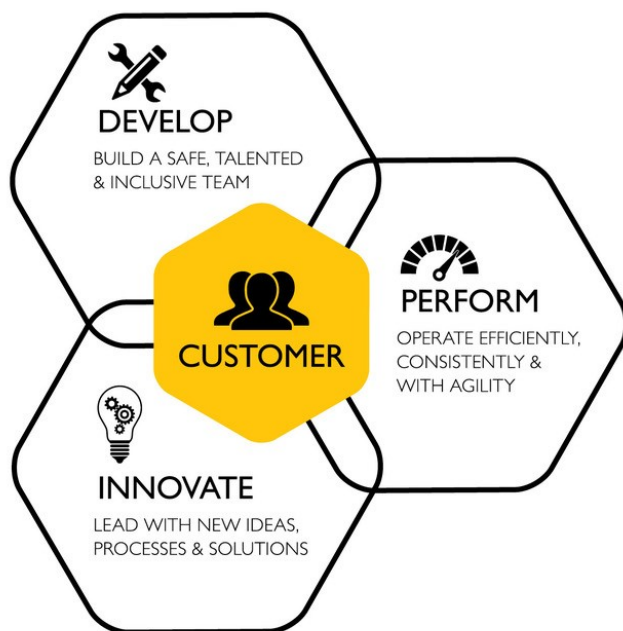 DEVELOP
BUILD A SAFE, TALENTED
& INCLUSIVE TEAM
PERFORM
OPERATE EFFICIENTLY,
CONSISTENTLY &
WITH AGILITY
CUSTOMER
INNOVATE
LEAD WITH NEW IDEAS,
PROCESSES & SOLUTIONS